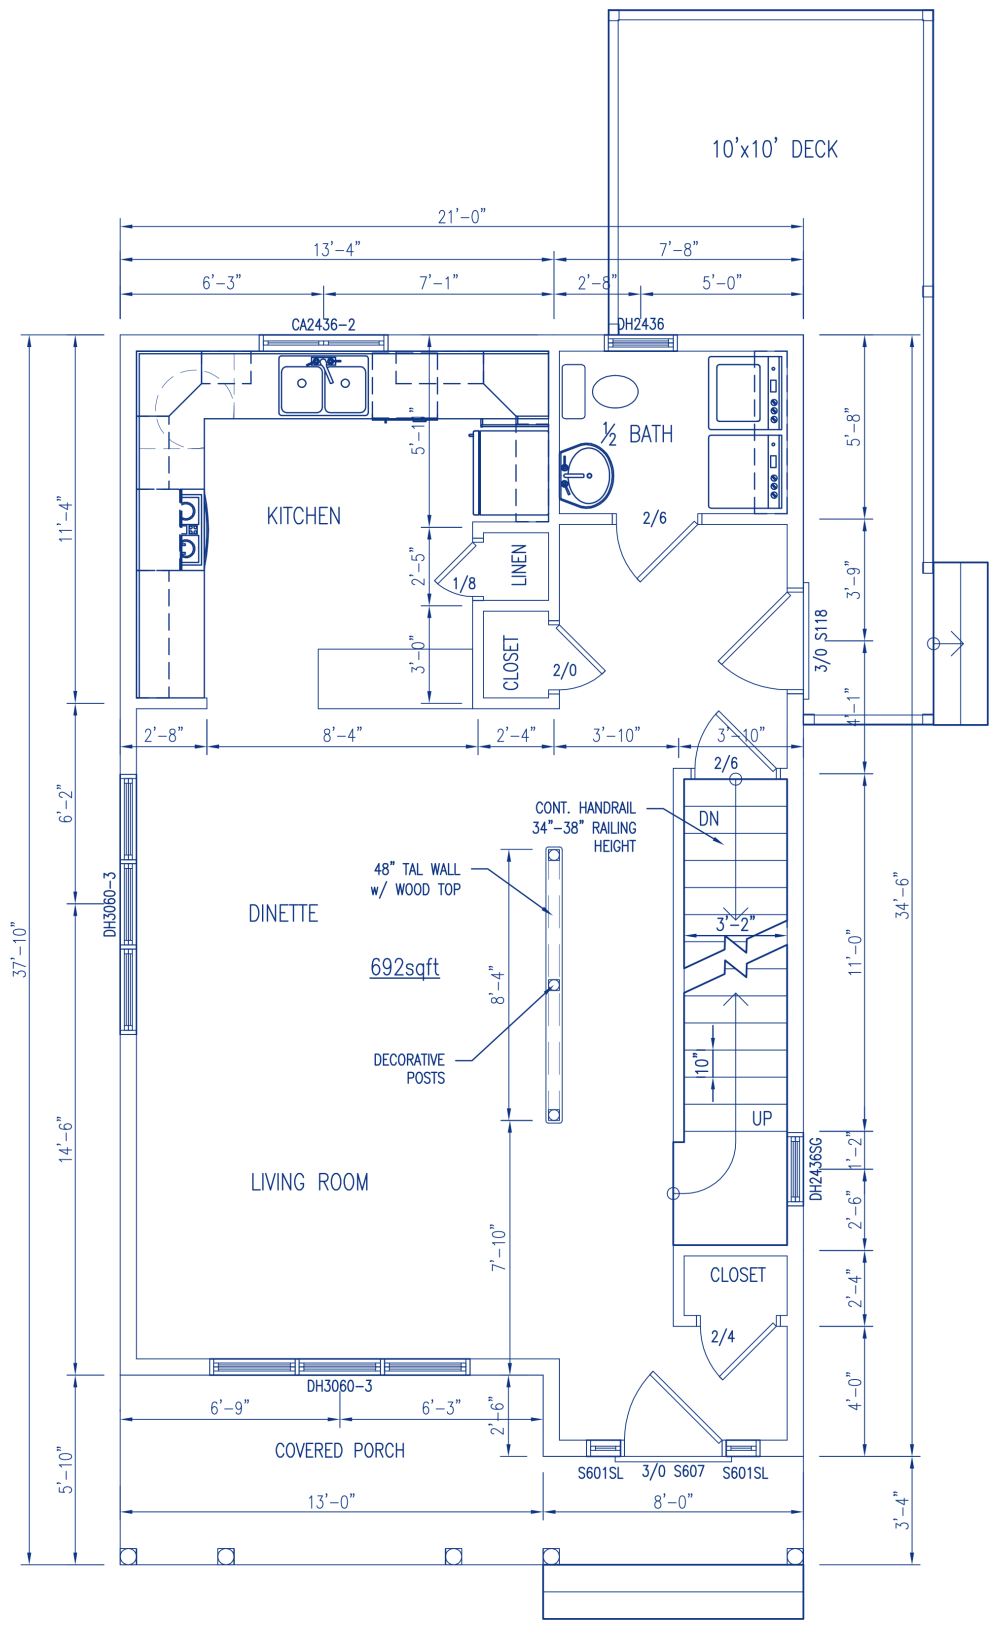 10'x10' DECK
21'-0"
13'-4"
7'-8"
6'-3"
7'-1"
2'-8"
5'-0"
CA2436-2
DH2436
5'-1
5'-8"
1/2 BATH
KITCHEN
11'-4"
2/6
LINEN
1/8
2'-5"
3'-9"
3/0 S118
CLOSET
2/0
3'-0"
4'-1"
2'-8"
8'-4"
2'-4"
3'-10"
3'-10"
2/6
6'-2"
CONT. HANDRAIL
34"-38" RAILING
HEIGHT
DN
48" TAL WALL
w/ WOOD TOP
DH3060-3
DINETTE
3'-2"
34'-6"
37'-10"
692sqft
8'-4"
11'-0"
DECORATIVE
POSTS
10"
UP
14'-6"
1'-2"
DH2436SG
LIVING ROOM
2'-6"
7'-10"
CLOSET
2'-4"
2/4
DH3060-3
6'-9"
6'-3"
2'-6"
4'-0"
COVERED PORCH
5'-10"
S601SL
3/0 S607
S601SL
13'-0"
8'-0"
3'-4"